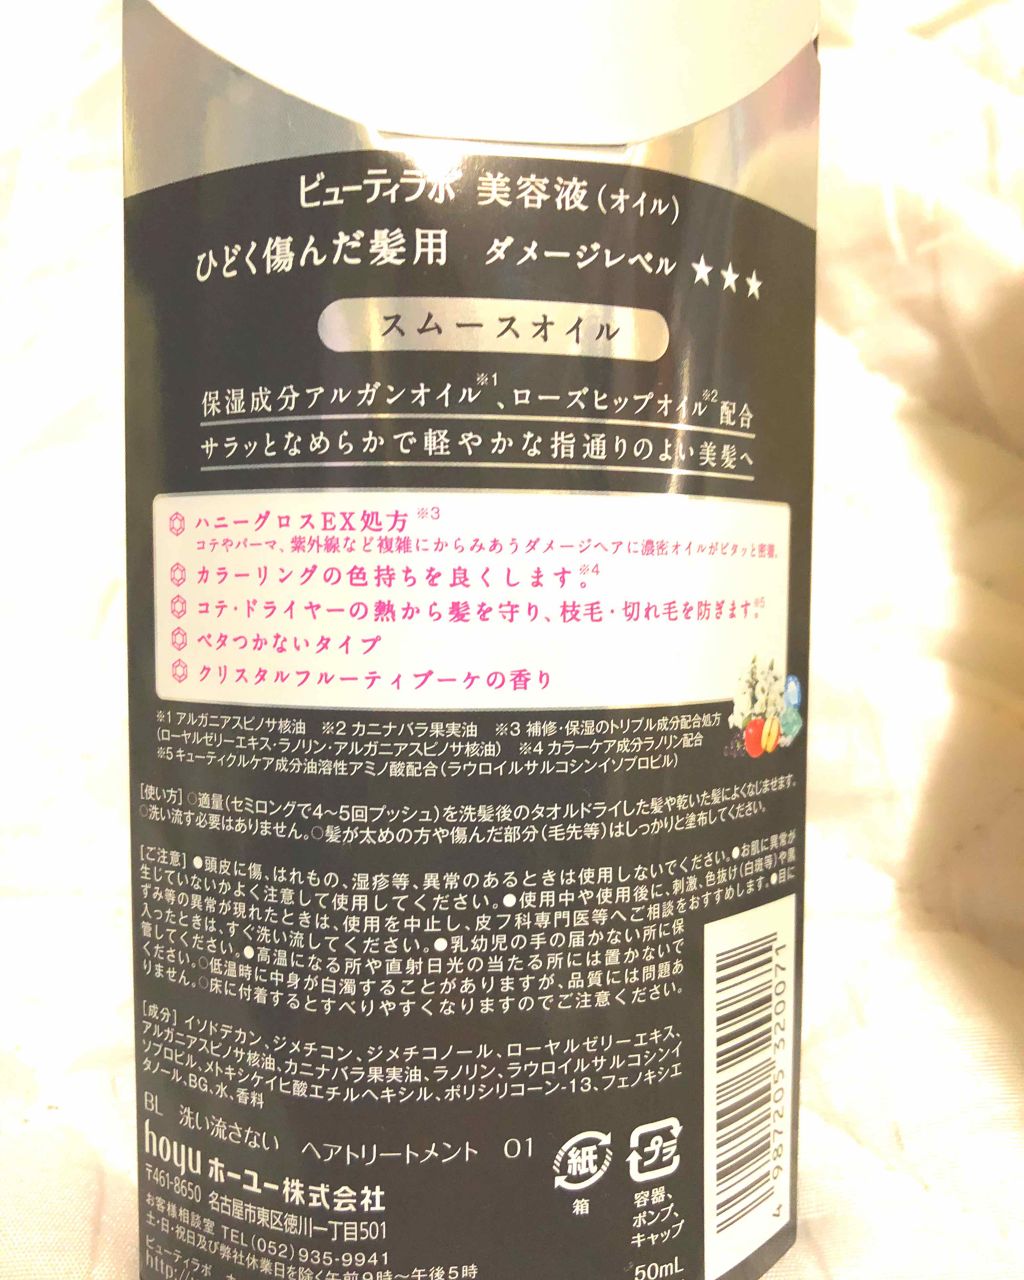 ビューティラボ 美容液(オイル)
ひどく傷んだ髪用 ダメージレベル ★★★
スムースオイル
保湿成分アルガンオイル※1、ローズヒップオイル※2配合
サラッとなめらかで軽やかな指通りのよい美髪へ
ハニーグロスEX処方※3
コテやパーマ、紫外線など複雑にからみあうダメージヘアに濃密オイルがピタッと密着。
カラーリングの色持ちを良くします。※4
コテ・ドライヤーの熱から髪を守り、枝毛・切れ毛を防ぎます。※5
ベタつかないタイプ
クリスタルフルーティブーケの香り
※1 アルガニアスピノサ核油 ※2 カニナバラ果実油 ※3 補修・保湿のトリプル成分配合処方
(ローヤルゼリーエキス・ラノリン・アルガニアスピノサ核油) ※4 カラーケア成分ラノリン配合
※5 キューティクルケア成分油溶性アミノ酸配合(ラウロイルサルコシンイソプロピル)
[使い方] ○適量(セミロングで4〜5回プッシュ)を洗髪後のタオルドライした髪や乾いた髪によくなじませます。
○洗い流す必要はありません。○髪が太めの方や傷んだ部分(毛先等)はしっかりと塗布してください。
[ご注意] ●頭皮に傷、はれもの、湿疹等、異常のあるときは使用しないでください。●お肌に異常が
生じていないかよく注意して使用してください。●使用中や使用後に、刺激、色抜け(白斑等)や黒
ずみ等の異常が現れたときは、使用を中止し、皮フ科専門医等へご相談をおすすめします。●目に
入ったときは、すぐ洗い流してください。●乳幼児の手の届かない所に保
管してください。●高温になる所や直射日光の当たる所には置かないで
ください。○低温時に中身が白濁することがありますが、品質には問題あ
りません。○床に付着するとすべりやすくなりますのでご注意ください。
[成分] イソドデカン、ジメチコン、ジメチコノール、ローヤルゼリーエキス、
アルガニアスピノサ核油、カニナバラ果実油、ラノリン、ラウロイルサルコシンイ
ソプロピル、メトキシケイヒ酸エチルヘキシル、ポリシリコーン-13、フェノキシエ
タノール、BG、水、香料
BL 洗い流さない ヘアトリートメント 01
hoyu ホーユー株式会社
〒461-8650 名古屋市東区徳川一丁目501
お客様相談室 TEL(052)935-9941
土・日・祝日及び弊社休業日を除く午前9時〜午後5時
ビューティラボ
http://
紙
箱
プラ
容器、
ポンプ、
キャップ
50mL
4 987205 320071